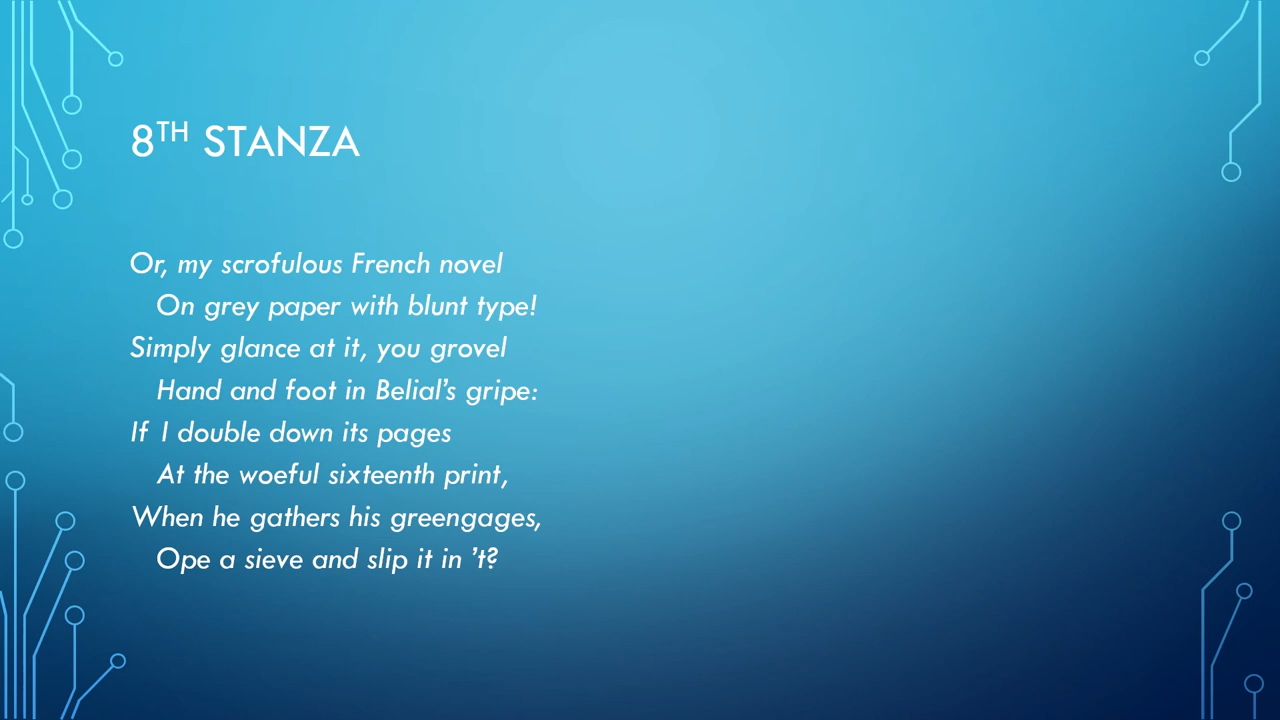 8TH STANZA
Or, my scrofulous French novel
On grey paper with blunt type!
Simply glance at it, you grovel
Hand and foot in Belial’s gripe:
If I double down its pages
At the woeful sixteenth print,
When he gathers his greengages,
Ope a sieve and slip it in ’t?